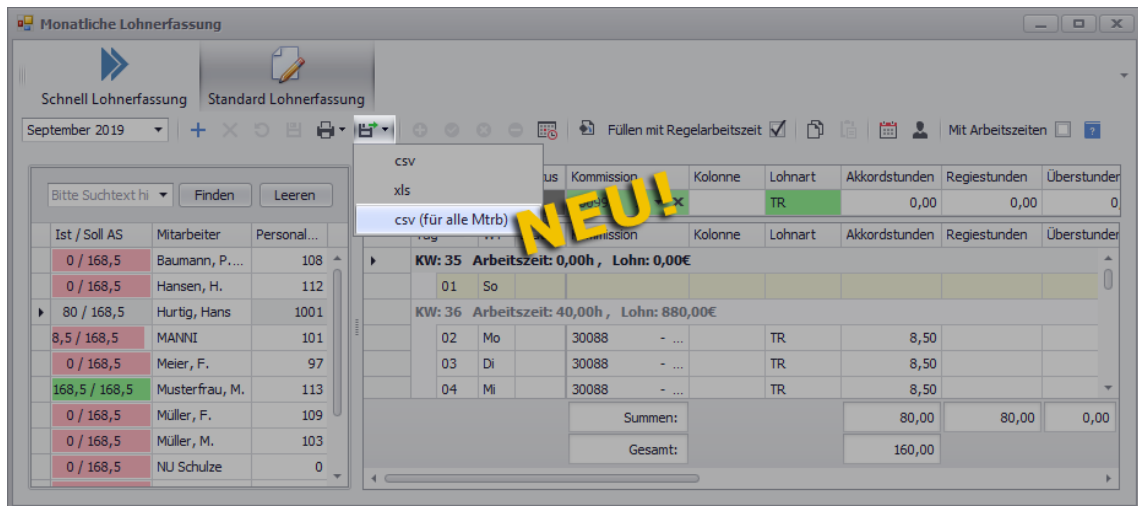 Monatliche Lohnerfassung
Schnell Lohnerfassung Standard Lohnerfassung
September 2019 Füllen mit Regelarbeitszeit Mit Arbeitszeiten ?
csv
xls
csv (für alle Mtrb)
NEU!
Bitte Suchtext hi Finden Leeren
Kommission Kolonne Lohnart Akkordstunden Regiestunden Überstunden
TR 0,00 0,00 0
Ist / Soll AS Mitarbeiter Personal...
Kolonne Lohnart Akkordstunden Regiestunden Überstunden
0 / 168,5 Baumann, P.... 108
KW: 35 Arbeitszeit: 0,00h , Lohn: 0,00€
0 / 168,5 Hansen, H. 112
01 So
80 / 168,5 Hurtig, Hans 1001
KW: 36 Arbeitszeit: 40,00h , Lohn: 880,00€
8,5 / 168,5 MANNI 101
02 Mo 30088 - ... TR 8,50
0 / 168,5 Meier, F. 97
03 Di 30088 - ... TR 8,50
168,5 / 168,5 Musterfrau, M. 113
04 Mi 30088 - ... TR 8,50
0 / 168,5 Müller, F. 109
Summen: 80,00 80,00 0,00
0 / 168,5 Müller, M. 103
Gesamt: 160,00
0 / 168,5 NU Schulze 0